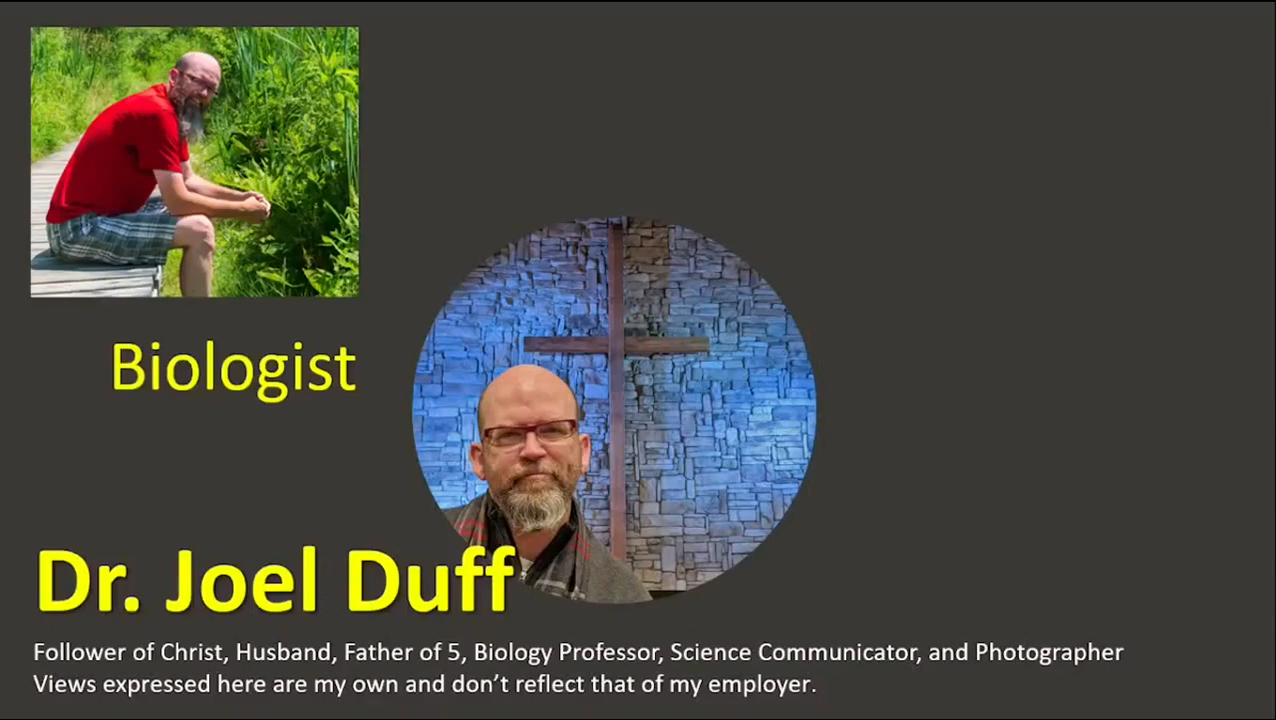 Biologist
Dr. Joel Duff
Follower of Christ, Husband, Father of 5, Biology Professor, Science Communicator, and Photographer
Views expressed here are my own and don’t reflect that of my employer.